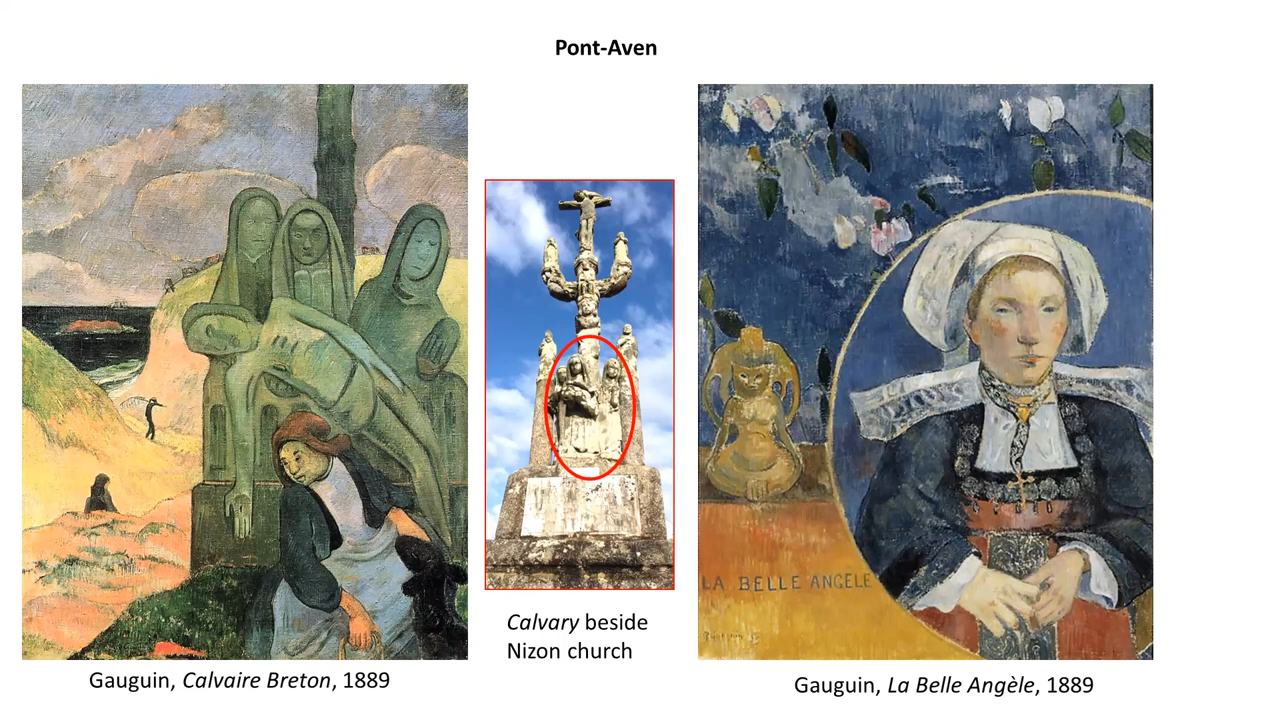 Pont-Aven
LA BELLE ANGELE
Calvary beside
Nizon church
Gauguin, Calvaire Breton, 1889
Gauguin, La Belle Angèle, 1889